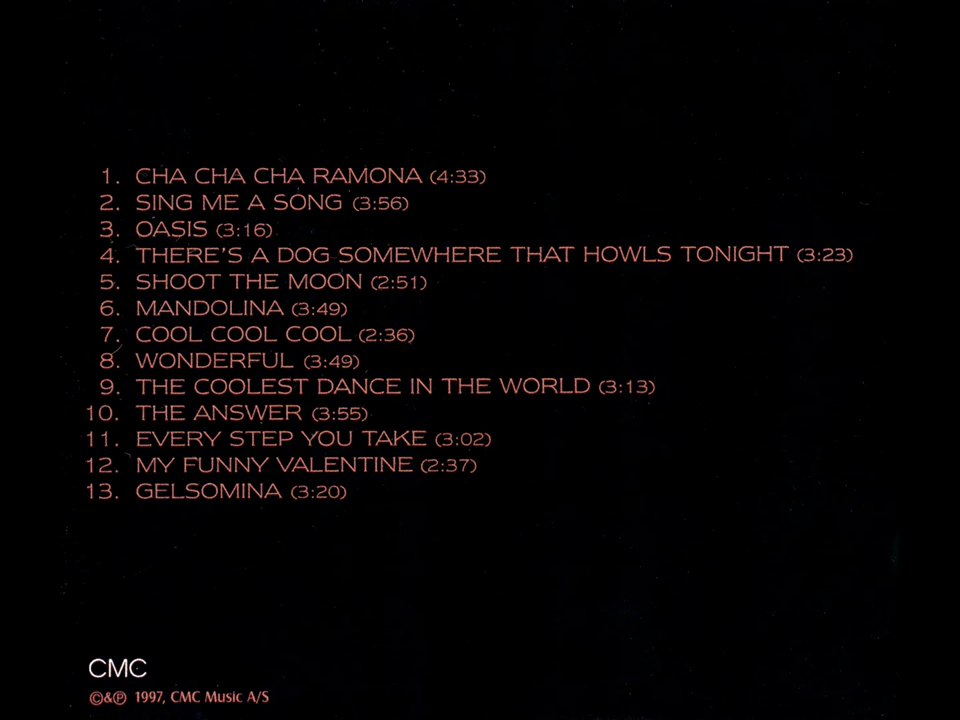 1. CHA CHA CHA RAMONA (4:33)
2. SING ME A SONG (3:56)
3. OASIS (3:16)
4. THERE'S A DOG SOMEWHERE THAT HOWLS TONIGHT (3:23)
5. SHOOT THE MOON (2:51)
6. MANDOLINA (3:49)
7. COOL COOL COOL (2:36)
8. WONDERFUL (3:49)
9. THE COOLEST DANCE IN THE WORLD (3:13)
10. THE ANSWER (3:55)
11. EVERY STEP YOU TAKE (3:02)
12. MY FUNNY VALENTINE (2:37)
13. GELSOMINA (3:20)
CMC
©&℗ 1997, CMC Music A/S